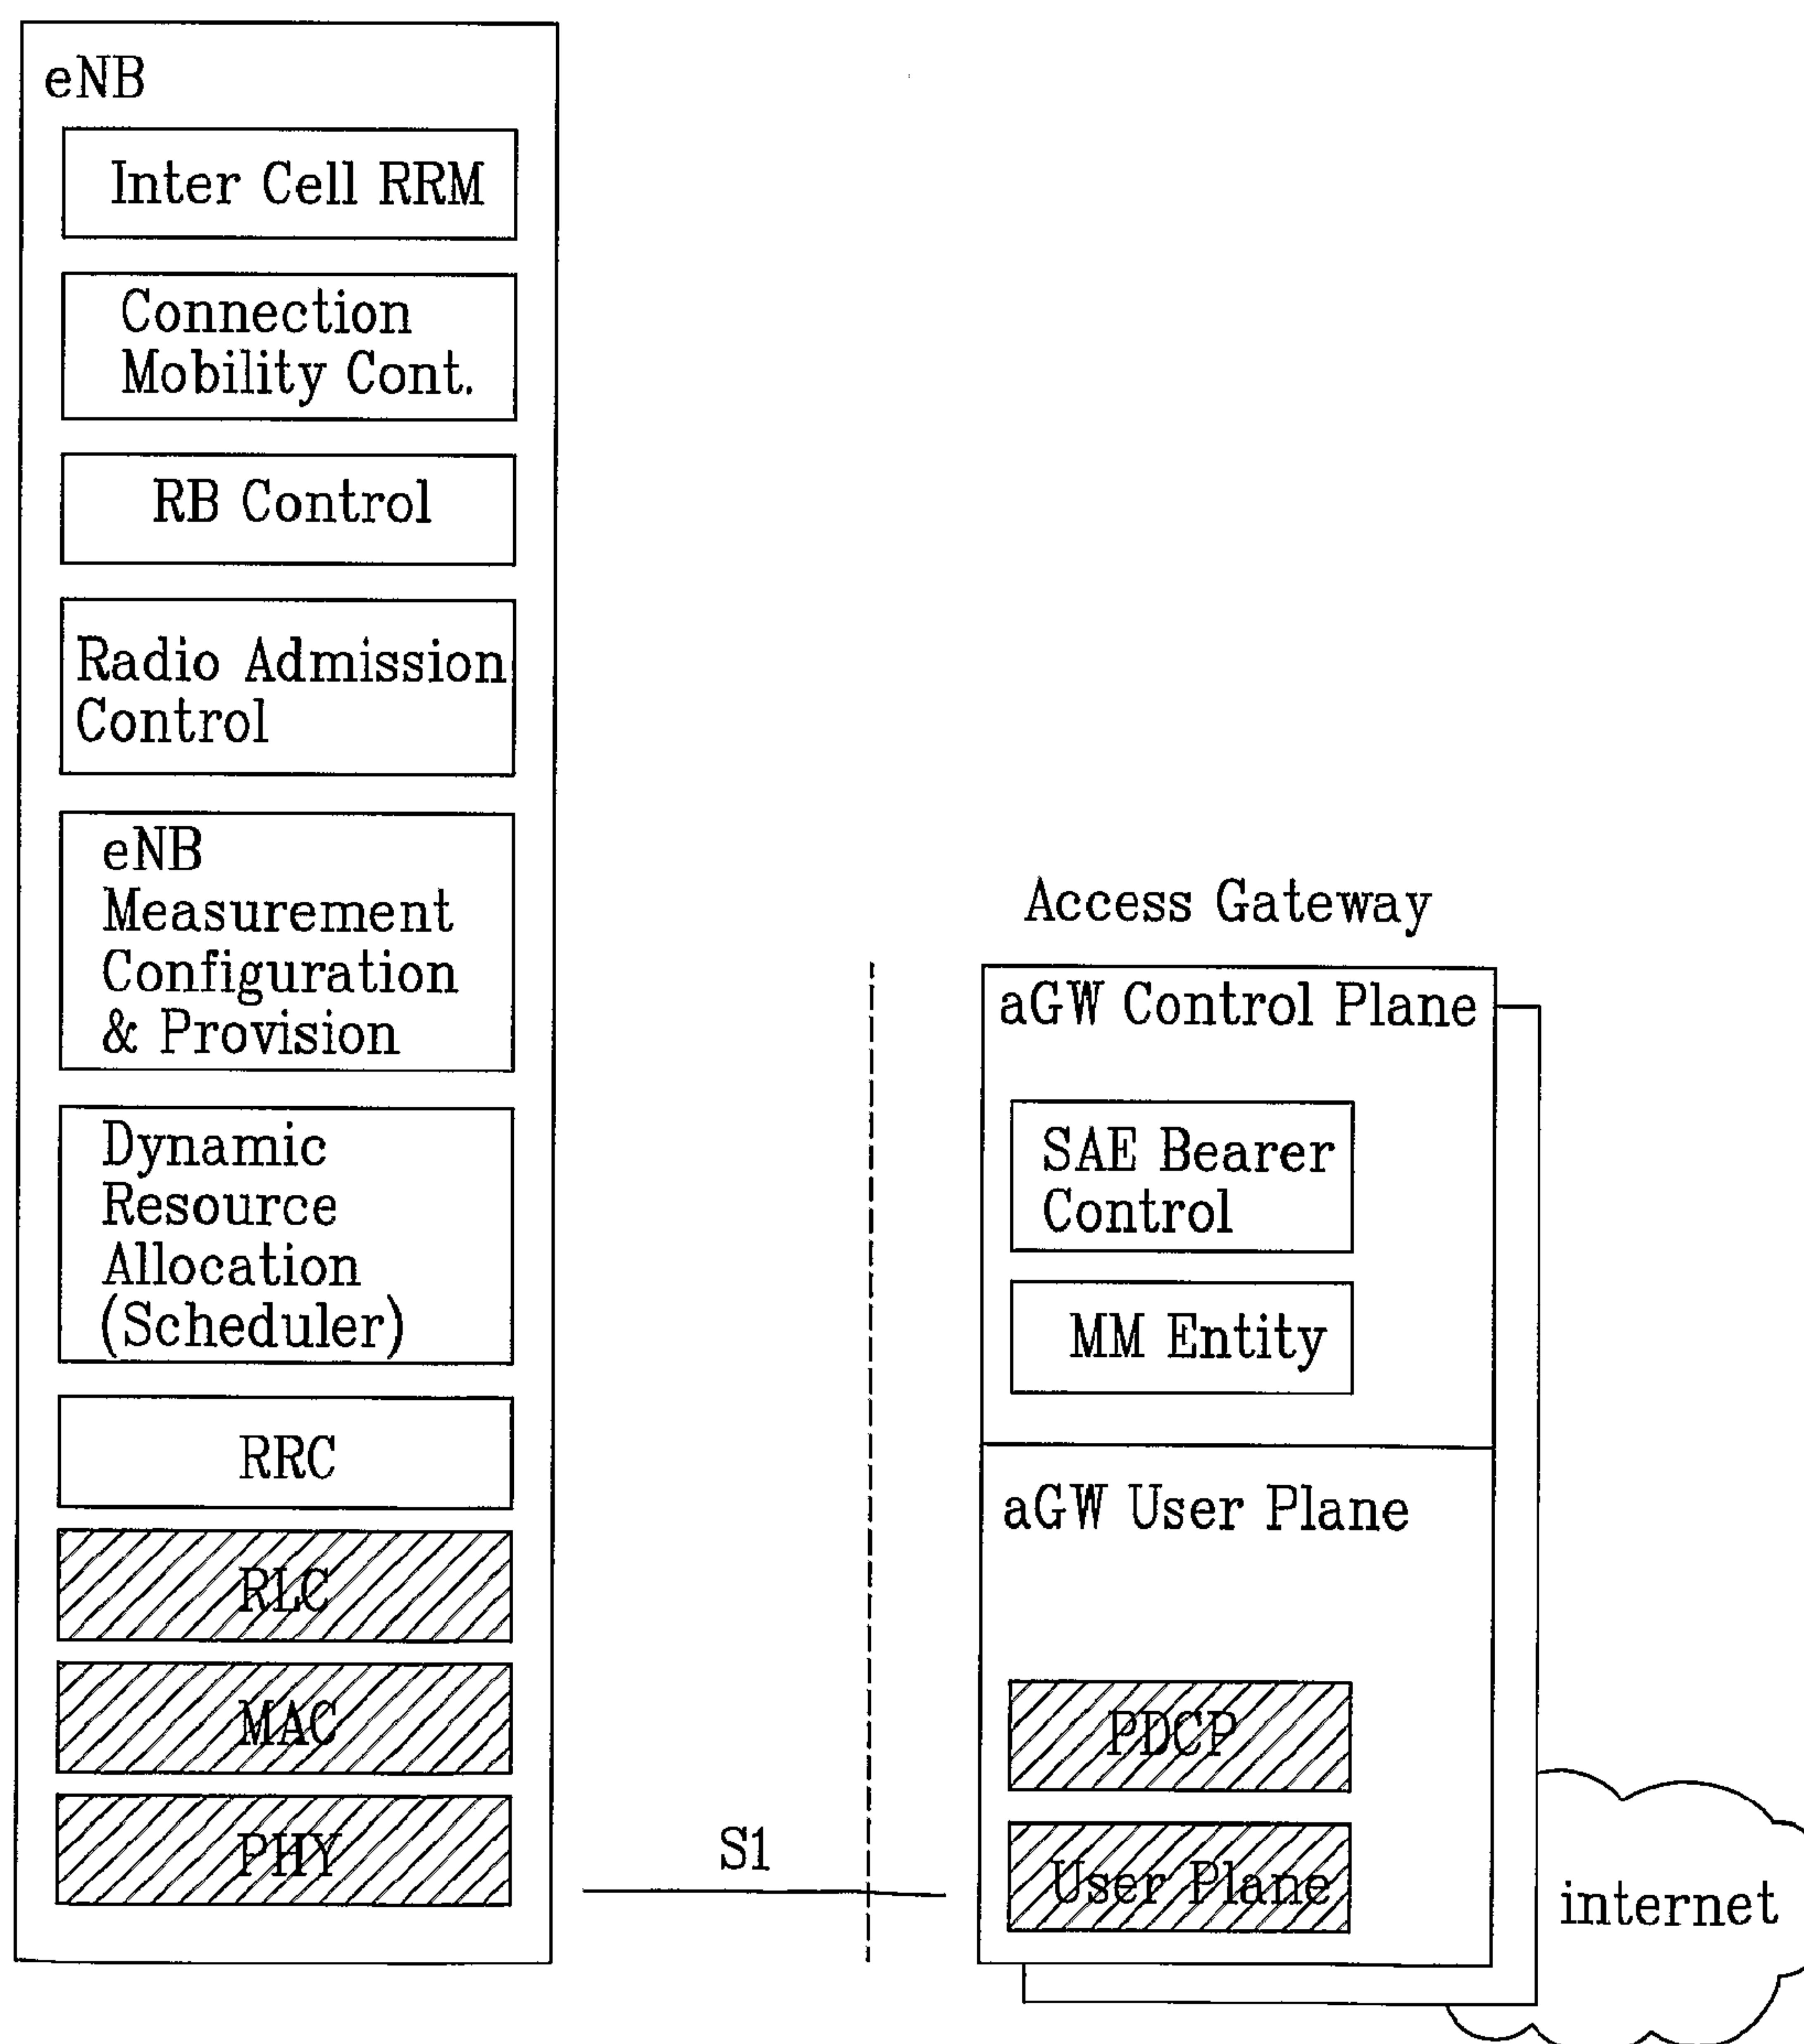 eNB
Inter Cell RRM
Connection
Mobility Cont.
RB Control
Radio Admission
Control
eNB
Measurement
Configuration
& Provision
Dynamic
Resource
Allocation
(Scheduler)
RRC
RLC
MAC
PHY
S1
Access Gateway
aGW Control Plane
SAE Bearer
Control
MM Entity
aGW User Plane
PDCP
User Plane
internet